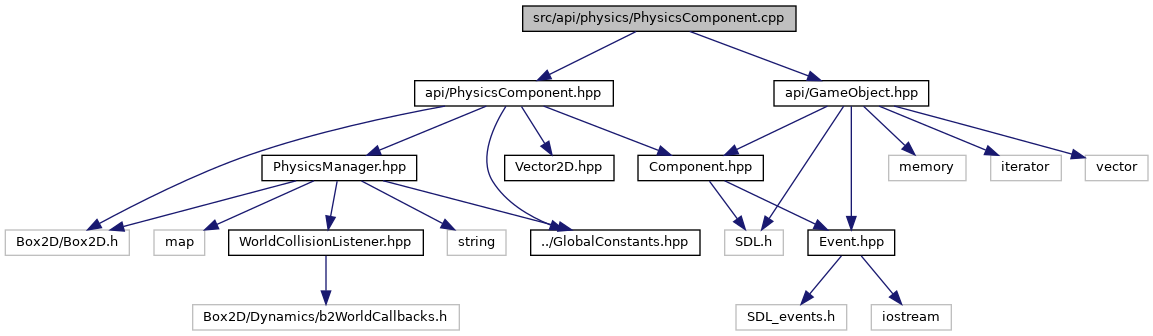 src/api/physics/PhysicsComponent.cpp
api/PhysicsComponent.hpp
api/GameObject.hpp
PhysicsManager.hpp
Vector2D.hpp
Component.hpp
memory
iterator
vector
Box2D/Box2D.h
map
WorldCollisionListener.hpp
string
../GlobalConstants.hpp
SDL.h
Event.hpp
Box2D/Dynamics/b2WorldCallbacks.h
SDL_events.h
iostream